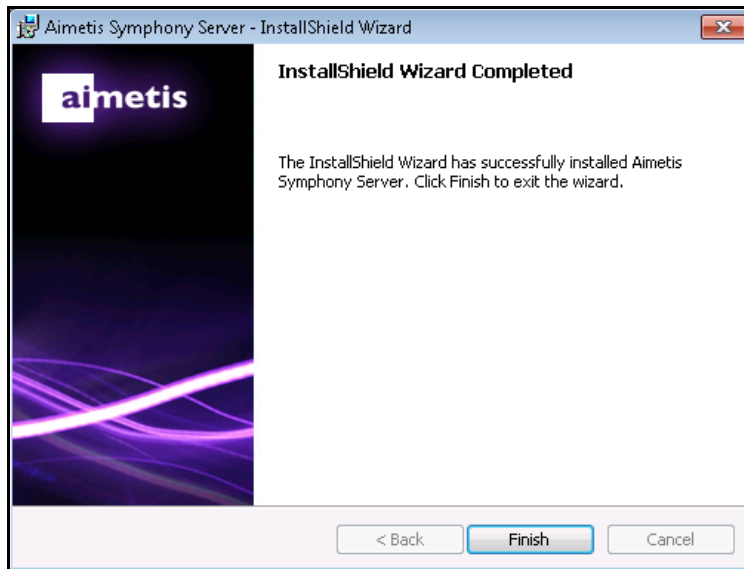 Aimetis Symphony Server - InstallShield Wizard
aimetis
InstallShield Wizard Completed
The InstallShield Wizard has successfully installed Aimetis
Symphony Server. Click Finish to exit the wizard.
< Back
Finish
Cancel